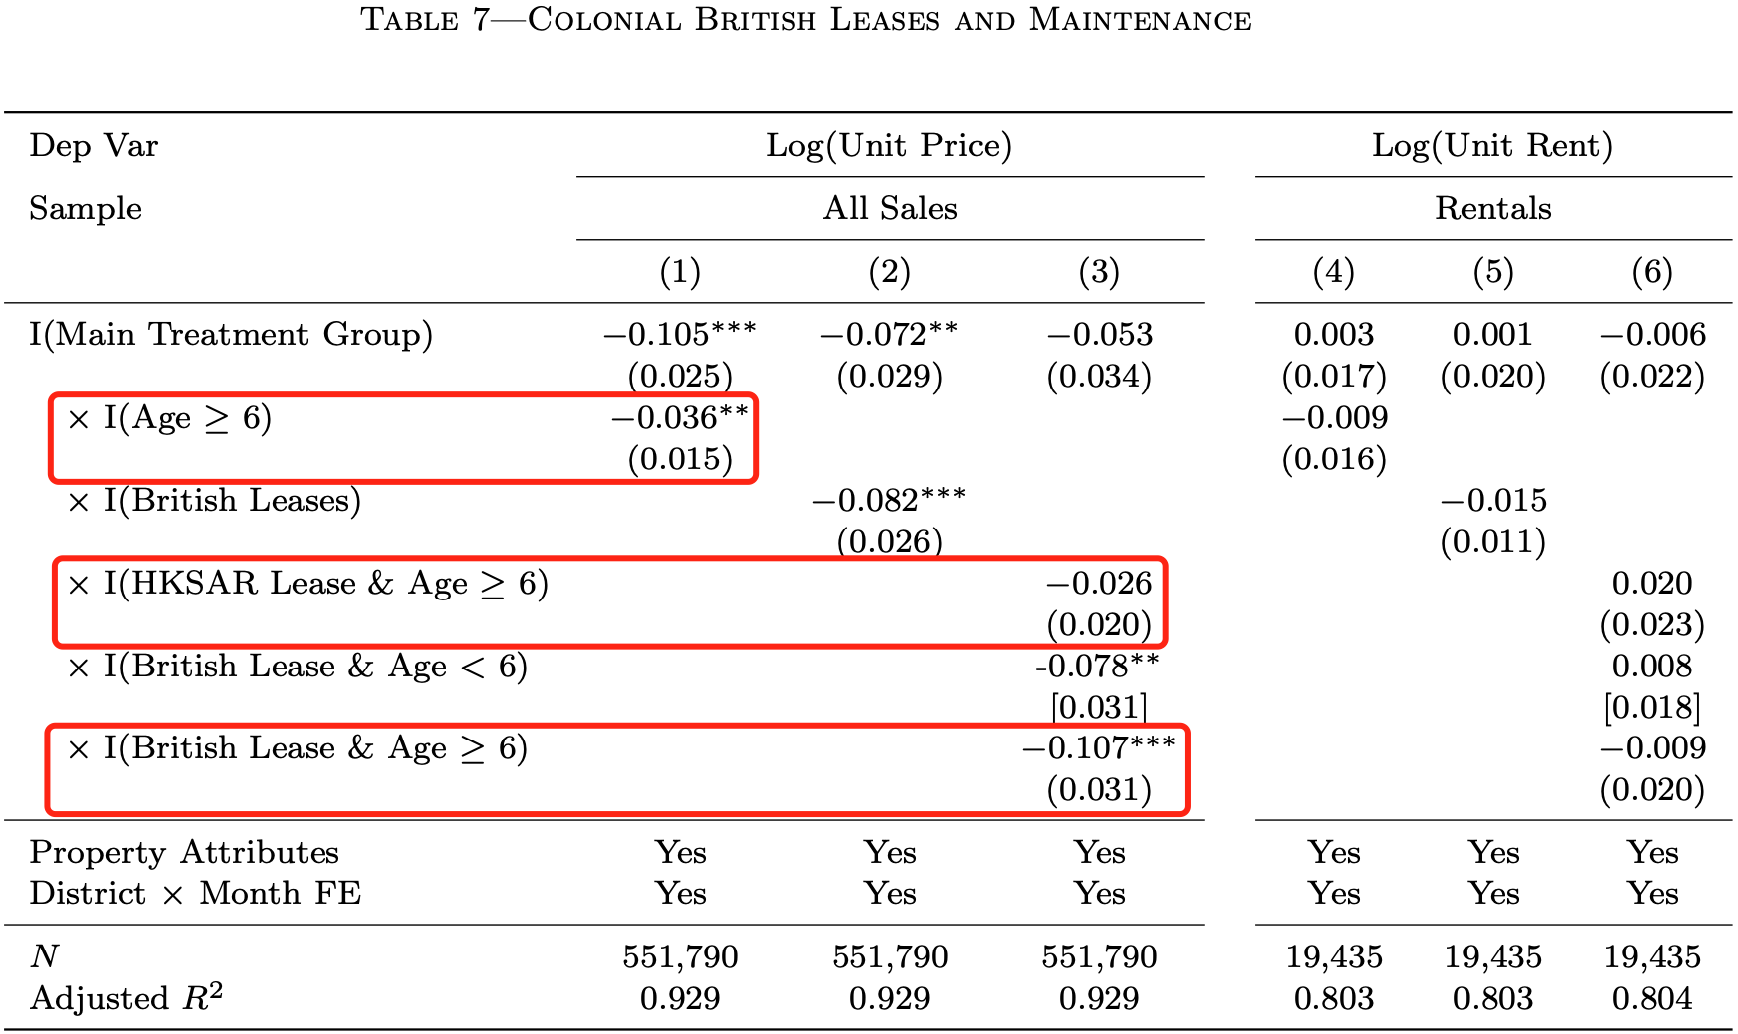 TABLE 7—COLONIAL BRITISH LEASES AND MAINTENANCE
Dep Var Log(Unit Price) Log(Unit Rent)
Sample All Sales Rentals
(1) (2) (3) (4) (5) (6)
I(Main Treatment Group) −0.105*** −0.072** −0.053 0.003 0.001 −0.006
(0.025) (0.029) (0.034) (0.017) (0.020) (0.022)
× I(Age ≥ 6) −0.036** −0.009
(0.015) (0.016)
× I(British Leases) −0.082*** −0.015
(0.026) (0.011)
× I(HKSAR Lease & Age ≥ 6) −0.026 0.020
(0.020) (0.023)
× I(British Lease & Age < 6) -0.078** 0.008
[0.031] [0.018]
× I(British Lease & Age ≥ 6) −0.107*** −0.009
(0.031) (0.020)
Property Attributes Yes Yes Yes Yes Yes Yes
District × Month FE Yes Yes Yes Yes Yes Yes
N 551,790 551,790 551,790 19,435 19,435 19,435
Adjusted R² 0.929 0.929 0.929 0.803 0.803 0.804